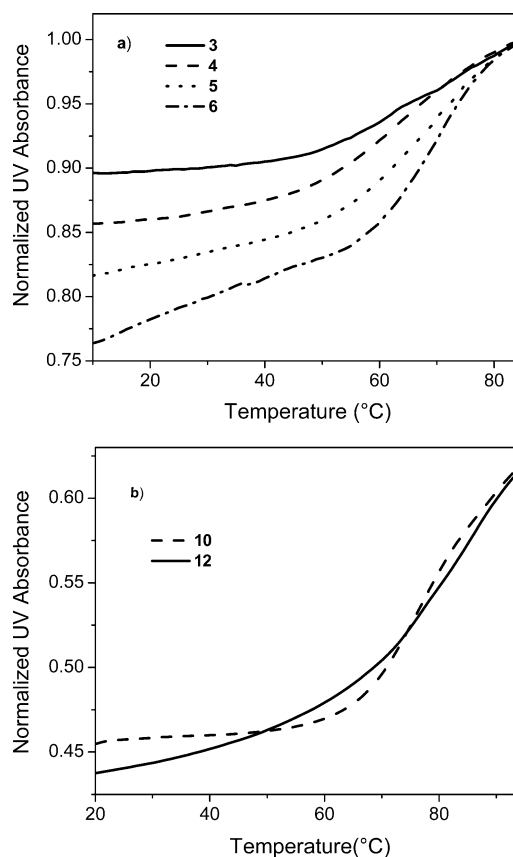 a)
3
4
5
6
1.00
0.95
0.90
0.85
0.80
0.75
Normalized UV Absorbance
20 40 60 80
Temperature (°C)
b)
10
12
0.60
0.55
0.50
0.45
Normalized UV Absorbance
20 40 60 80
Temperature(°C)